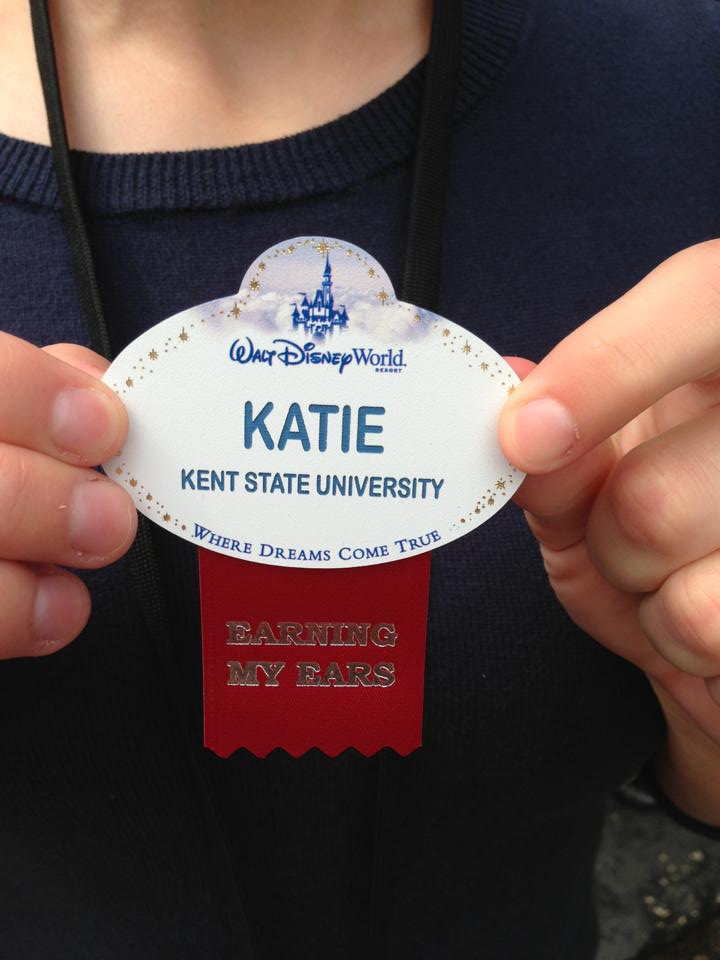 WALT DISNEY World.
RESORT
KATIE
KENT STATE UNIVERSITY
WHERE DREAMS COME TRUE
EARNING
MY EARS